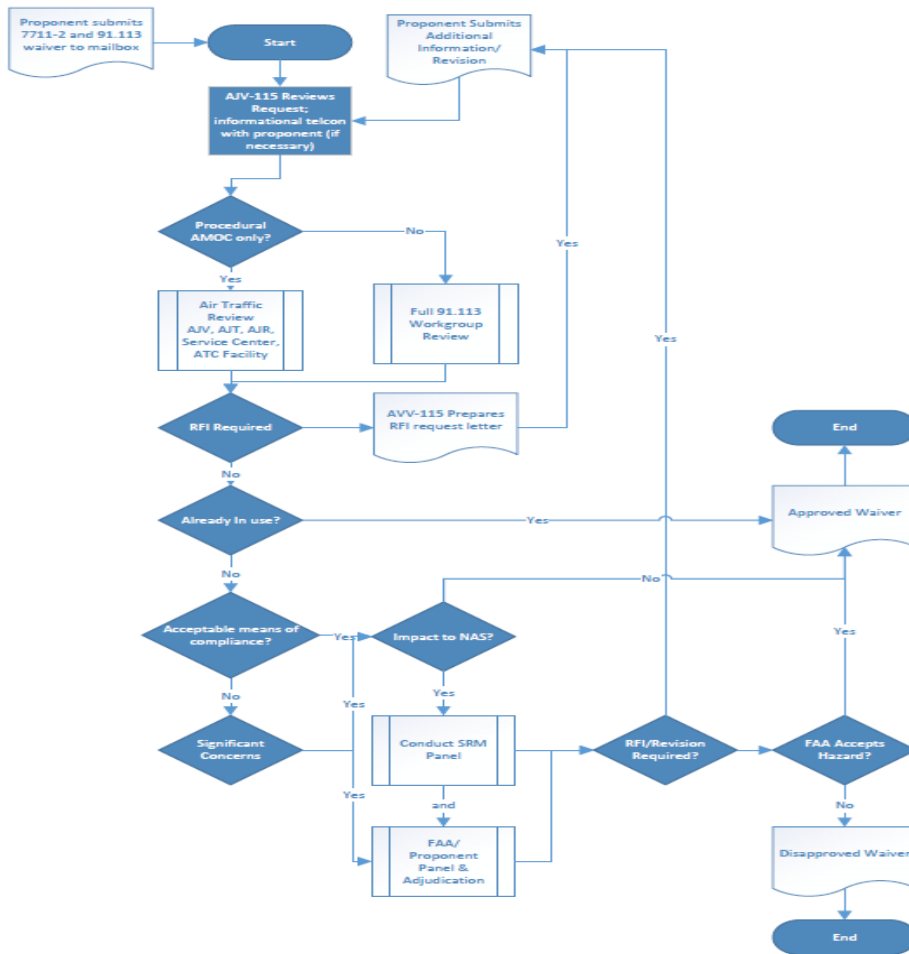 Proponent submits
7711-2 and 91.113
waiver to mailbox
Start
Proponent Submits
Additional
Information/
Revision
AJV-115 Reviews
Request;
informational telcon
with proponent (if
necessary)
Procedural
AMOC only?
No
Yes
Yes
Air Traffic
Review
AJV, AJT, AJR,
Service Center,
ATC Facility
Full 91.113
Workgroup
Review
Yes
RFI Required
AVV-115 Prepares
RFI request letter
End
No
Already In use?
Yes
Approved Waiver
No
No
Acceptable means of
compliance?
Yes
Impact to NAS?
Yes
No
Yes
Yes
Significant
Concerns
Conduct SRM
Panel
RFI/Revision
Required?
FAA Accepts
Hazard?
Yes
and
No
FAA/
Proponent
Panel &
Adjudication
Disapproved Waiver
End